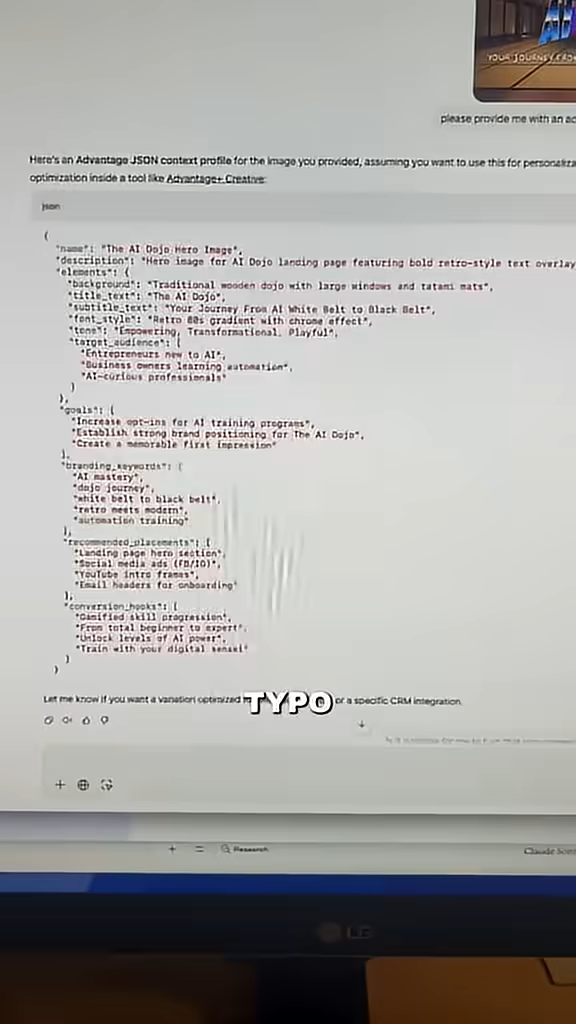 AI
YOUR JOURNEY FROM
please provide me with an
Here's an Advantage JSON context profile for the image you provided, assuming you want to use this for
optimization inside a tool like Advantage+ Creative:
json
{
"name": "The AI Dojo Hero Image",
"description": "Hero image for AI Dojo landing page featuring bold retro-style text overlay
"elements": {
"background": "Traditional wooden dojo with large windows and tatami mats",
"title_text": "The AI Dojo",
"subtitle_text": "Your Journey From AI White Belt to Black Belt",
"font_style": "Retro 80s gradient with chrome effect",
"tone": "Empowering, Transformational, Playful",
"target_audience": [
"Entrepreneurs new to AI",
"Business owners learning automation",
"AI-curious professionals"
]
},
"goals": [
"Increase opt-ins for AI training programs",
"Establish strong brand positioning for The AI Dojo",
"Create a memorable first impression"
],
"branding_keywords": [
"AI mastery",
"dojo journey",
"white belt to black belt",
"retro meets modern",
"automation training"
],
"recommended_placements": [
"Landing page hero section",
"Social media ads (FB/IG)",
"YouTube intro frames",
"Email headers for onboarding"
],
"conversion_hooks": [
"Gamified skill progression",
"From total beginner to expert",
"Unlock levels of AI power",
"Train with your digital sensei"
]
}
Let me know if you want a variation optimized or a specific CRM integration.
TYPO
Research
Claude
LG